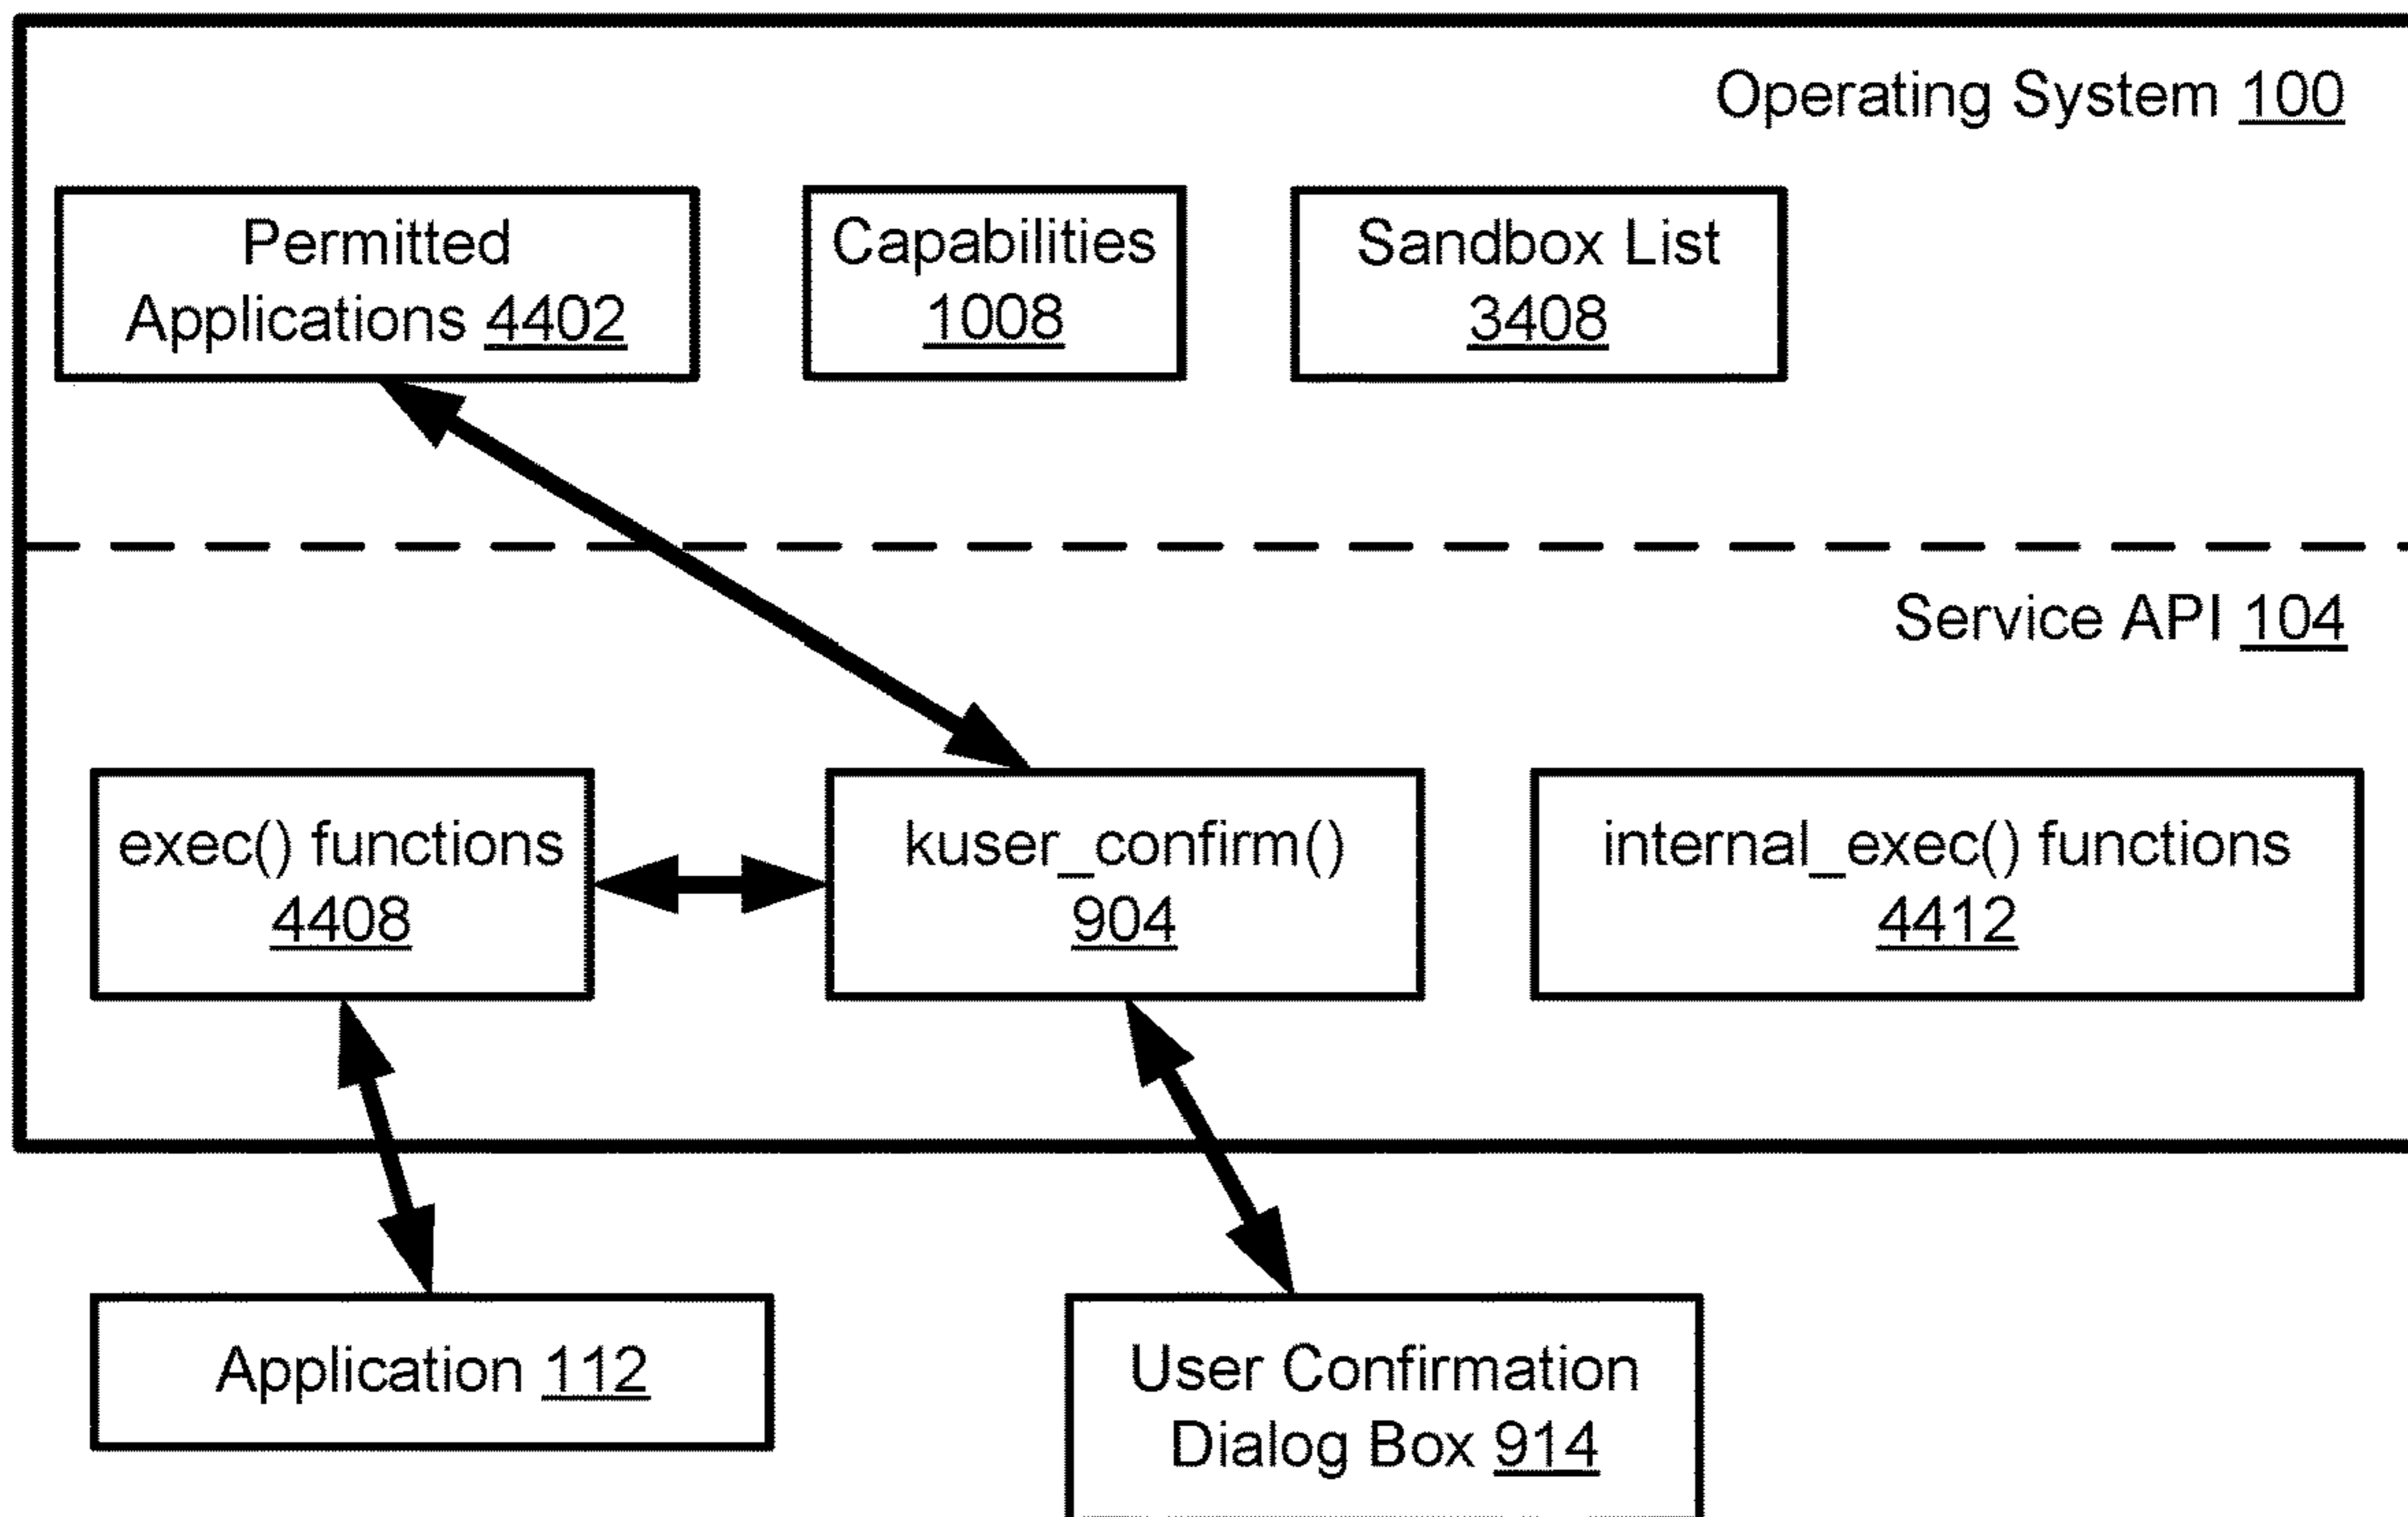 Operating System 100
Permitted
Applications 4402
Capabilities
1008
Sandbox List
3408
Service API 104
exec() functions
4408
kuser_confirm()
904
internal_exec() functions
4412
Application 112
User Confirmation
Dialog Box 914